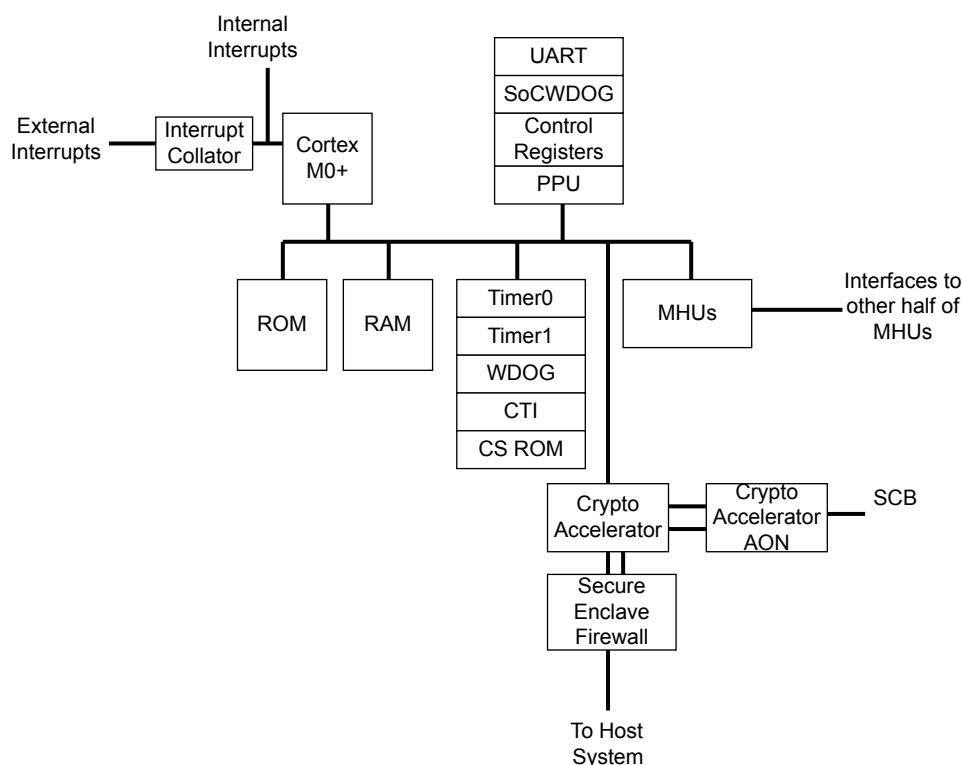 Internal
Interrupts
External
Interrupts
Interrupt
Collator
Cortex
M0+
UART
SoCWDOG
Control
Registers
PPU
ROM
RAM
Timer0
Timer1
WDOG
CTI
CS ROM
MHUs
Interfaces to
other half of
MHUs
Crypto
Accelerator
Crypto
Accelerator
AON
SCB
Secure
Enclave
Firewall
To Host
System